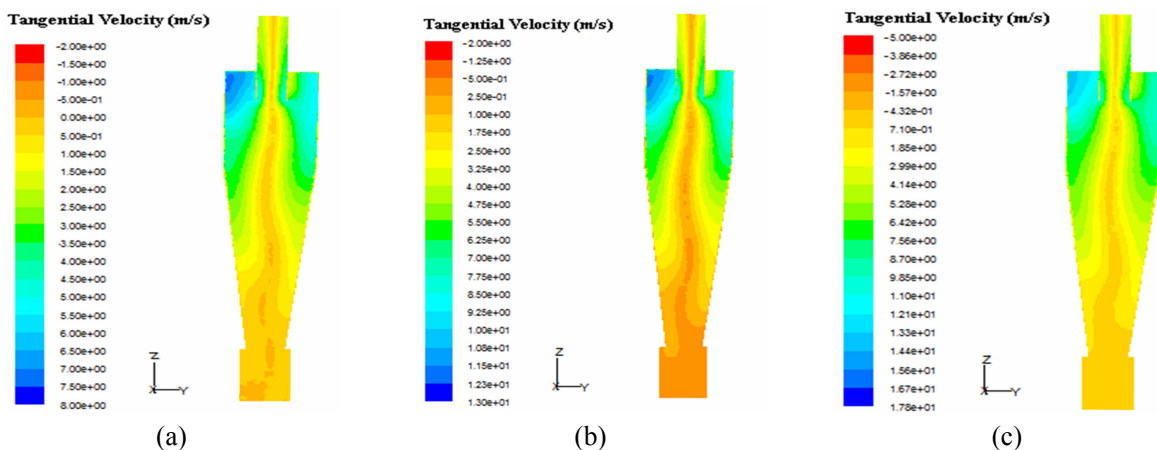 Tangential Velocity (m/s)
-2.00e+00
-1.50e+00
-1.00e+00
-5.00e-01
0.00e+00
5.00e-01
1.00e+00
1.50e+00
2.00e+00
2.50e+00
3.00e+00
3.50e+00
4.00e+00
4.50e+00
5.00e+00
5.50e+00
6.00e+00
6.50e+00
7.00e+00
7.50e+00
8.00e+00
Z
X
Y
(a)
Tangential Velocity (m/s)
-2.00e+00
-1.25e+00
-5.00e-01
2.50e-01
1.00e+00
1.75e+00
2.50e+00
3.25e+00
4.00e+00
4.75e+00
5.50e+00
6.25e+00
7.00e+00
7.75e+00
8.50e+00
9.25e+00
1.00e+01
1.08e+01
1.15e+01
1.23e+01
1.30e+01
Z
X
Y
(b)
Tangential Velocity (m/s)
-5.00e+00
-3.86e+00
-2.72e+00
-1.57e+00
-4.32e-01
7.10e-01
1.85e+00
2.99e+00
4.14e+00
5.28e+00
6.42e+00
7.56e+00
8.70e+00
9.85e+00
1.10e+01
1.21e+01
1.33e+01
1.44e+01
1.56e+01
1.67e+01
1.78e+01
Z
X
Y
(c)